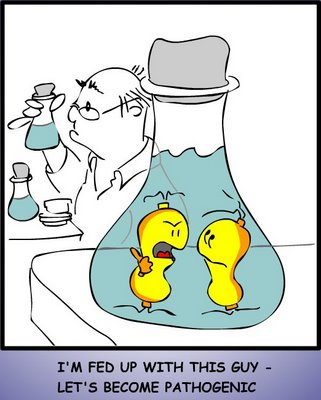 I'M FED UP WITH THIS GUY -
LET'S BECOME PATHOGENIC